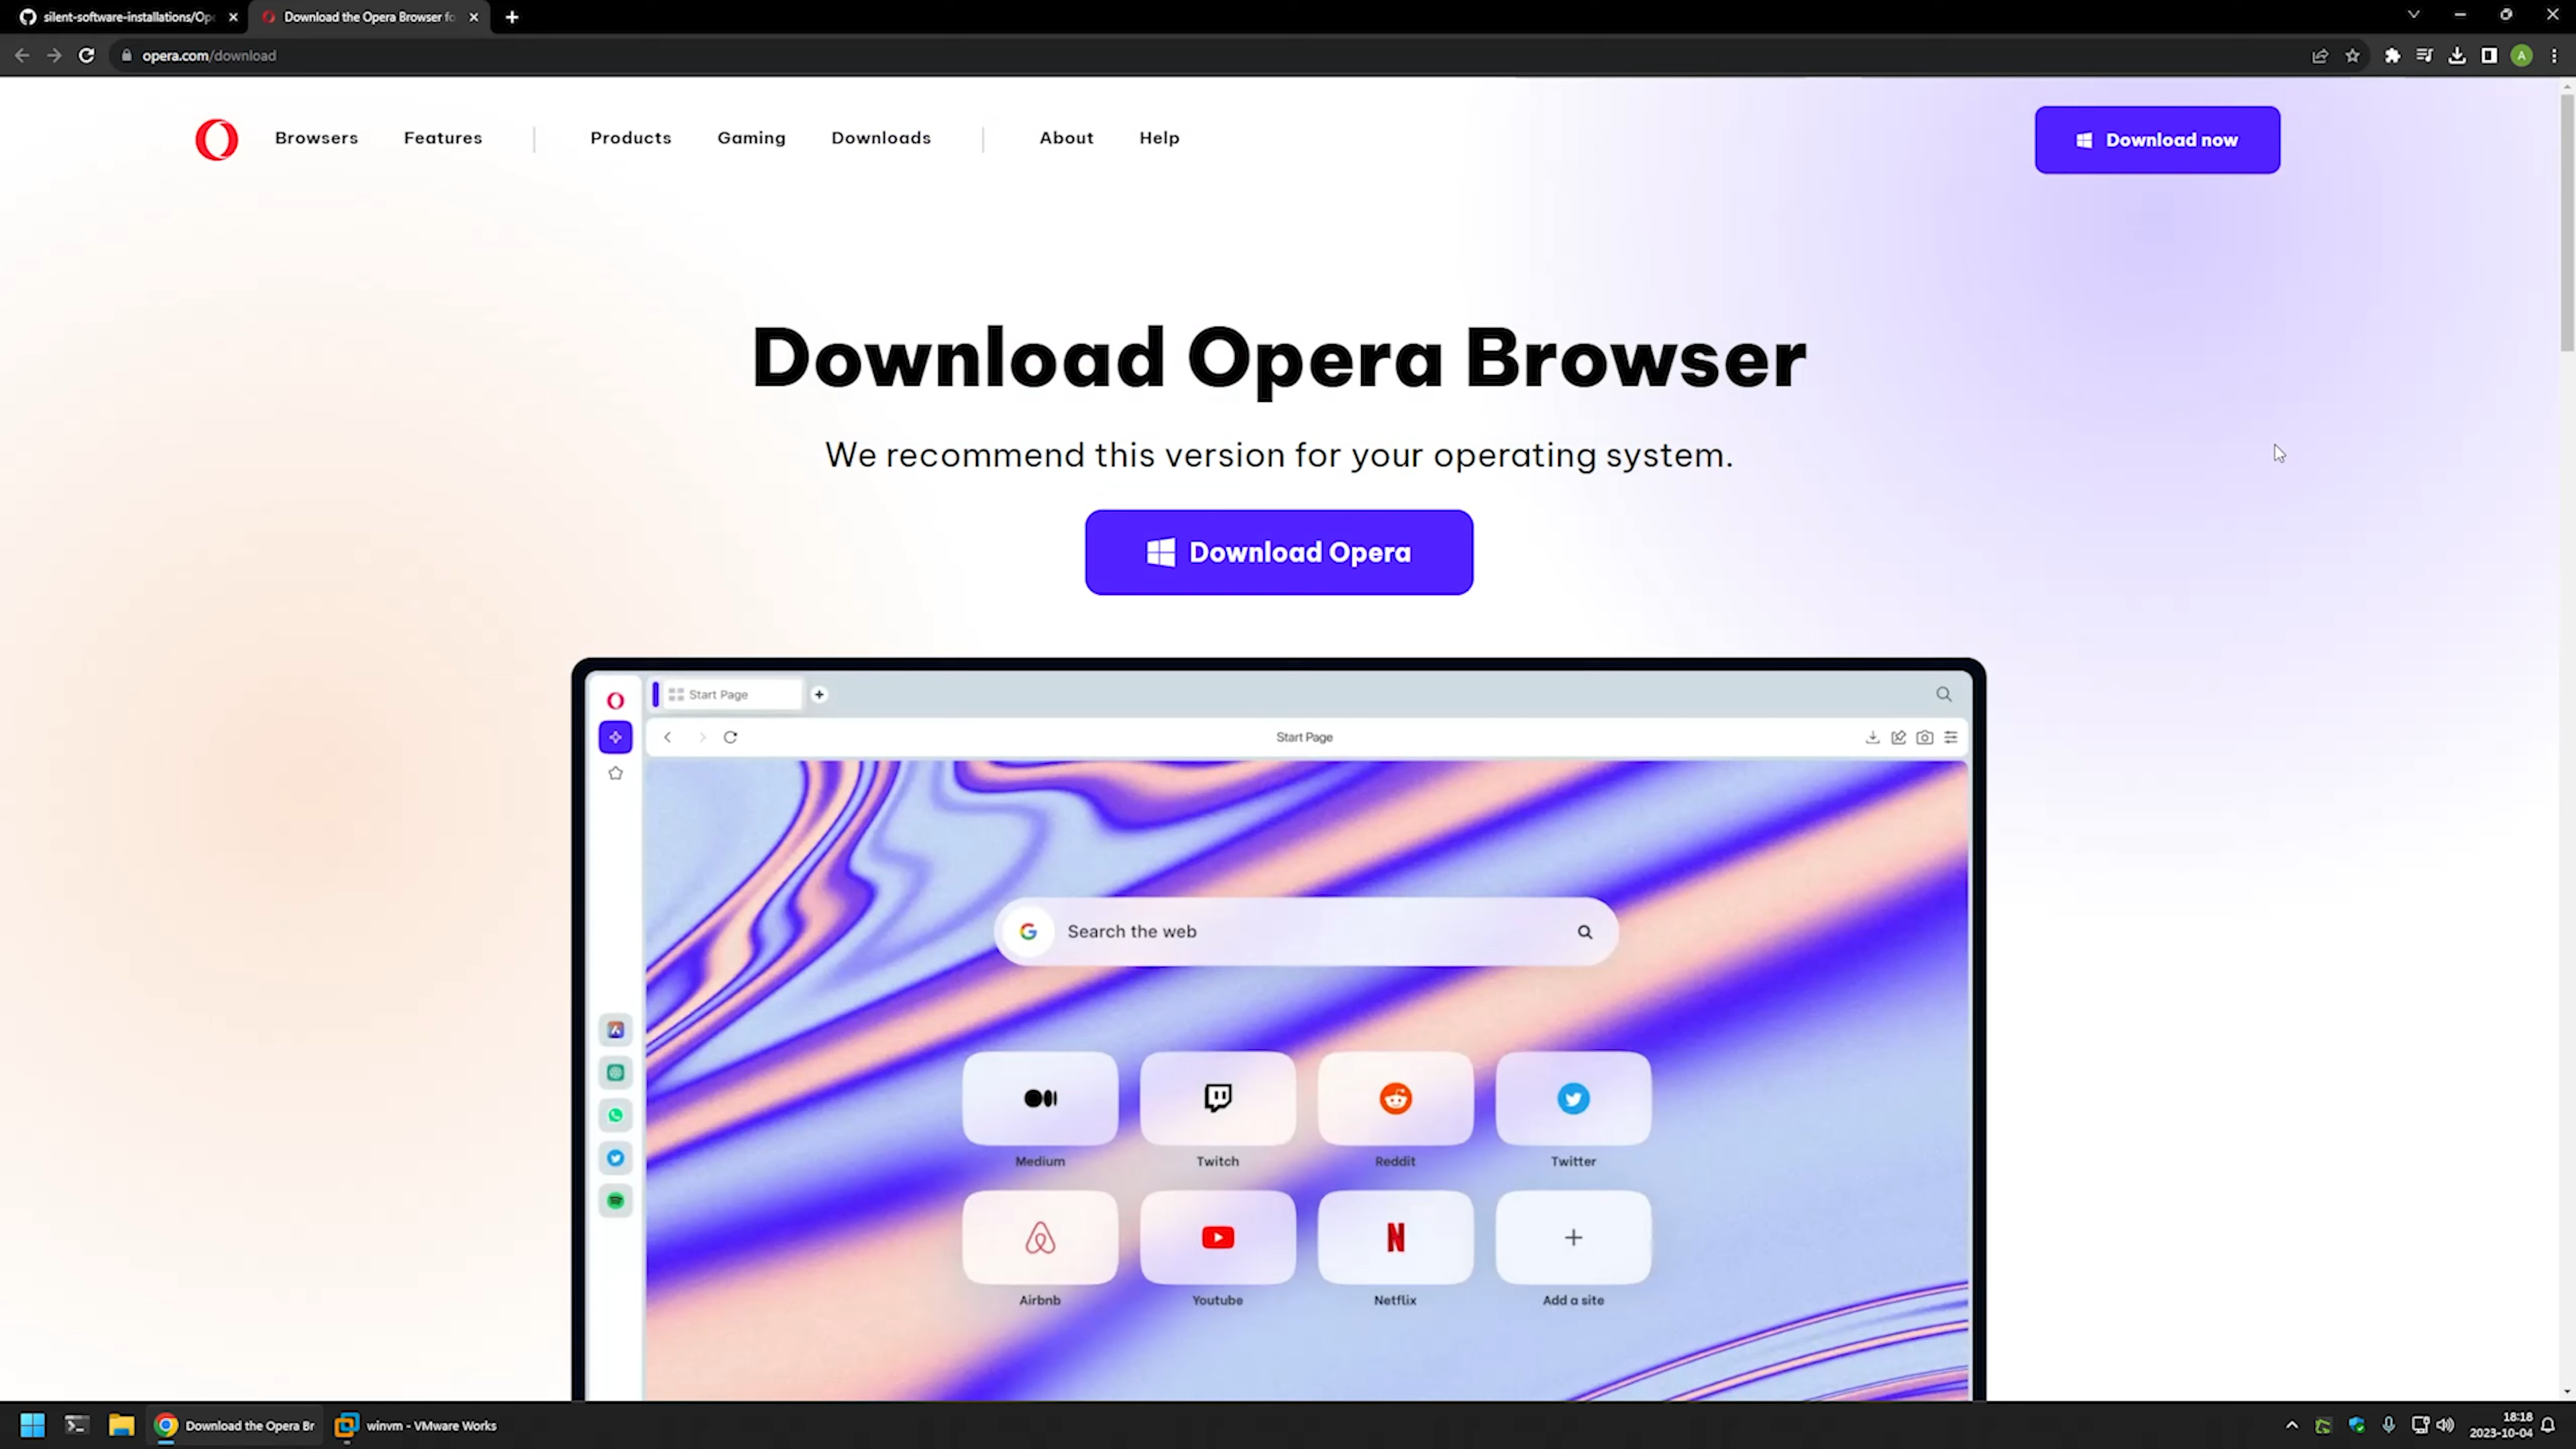 silent-software-installations/Op
Download the Opera Browser fo
opera.com/download
A
Browsers
Features
Products
Gaming
Downloads
About
Help
Download now
Download Opera Browser
We recommend this version for your operating system.
Download Opera
Start Page
Start Page
Search the web
Medium
Twitch
Reddit
Twitter
Airbnb
Youtube
Netflix
Add a site
Download the Opera Br
winvm - VMware Works
18:18
2023-10-04